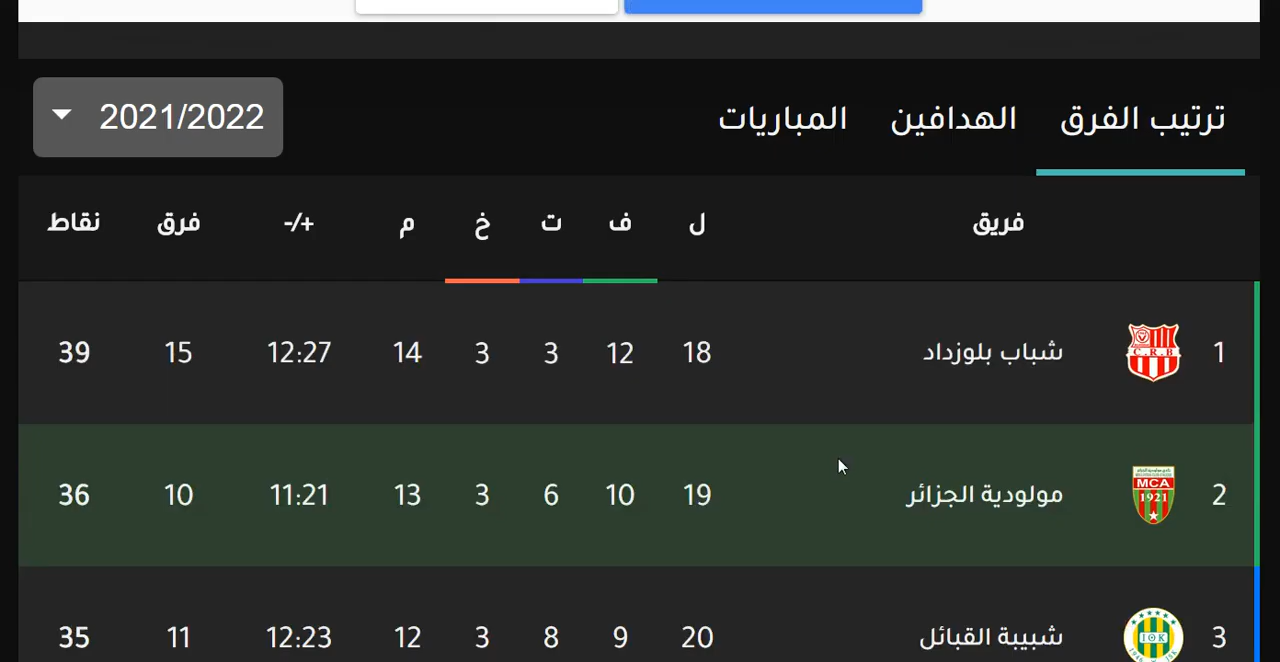 ترتيب الفرق الهدافين المباريات 2021/2022
فريق ل ف ت خ م +/- فرق نقاط
1 C.R.B شباب بلوزداد 18 12 3 3 14 12:27 15 39
2 MCA 1921 مولودية الجزائر 19 10 6 3 13 11:21 10 36
3 شبيبة القبائل 20 9 8 3 12 12:23 11 35